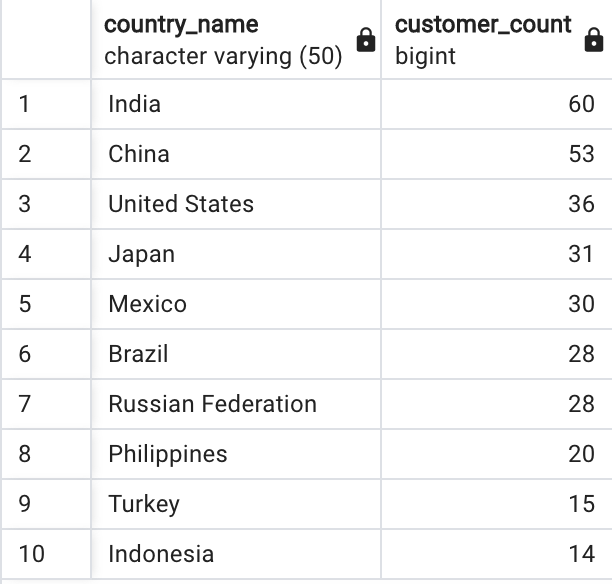 country_name customer_count
character varying (50) bigint
1 India 60
2 China 53
3 United States 36
4 Japan 31
5 Mexico 30
6 Brazil 28
7 Russian Federation 28
8 Philippines 20
9 Turkey 15
10 Indonesia 14